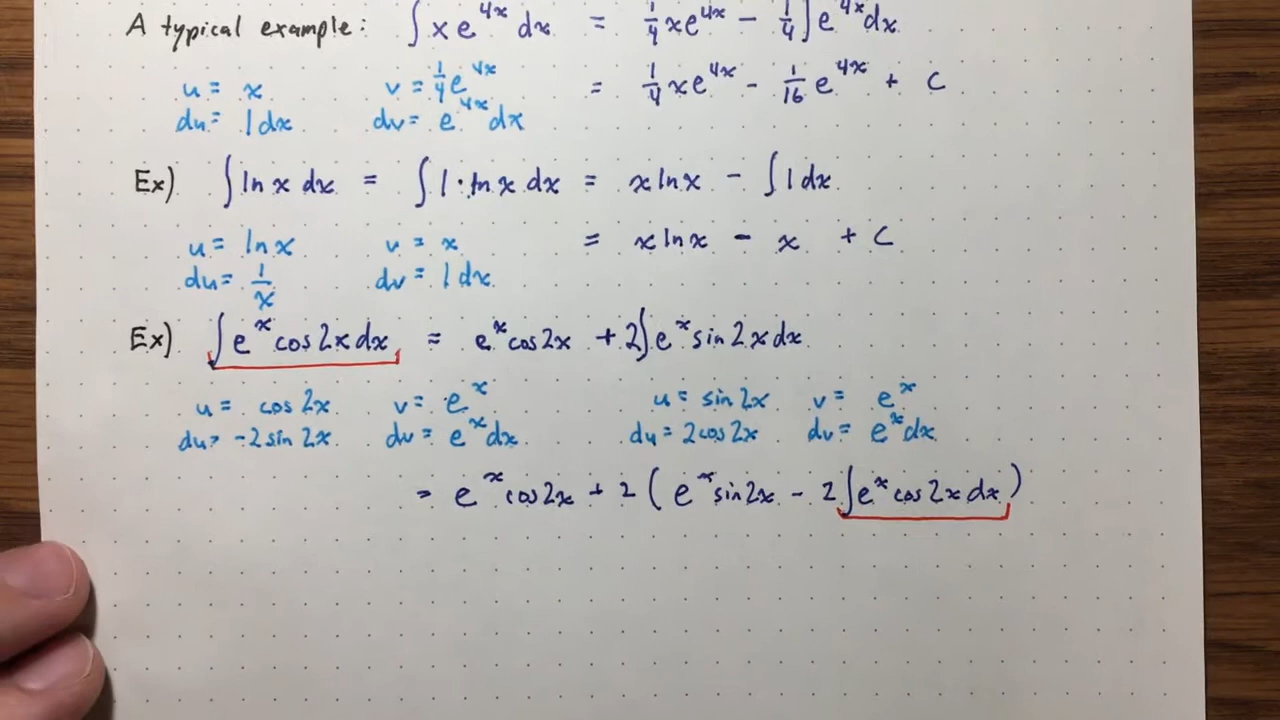 A typical example: ∫ x e^{4x} dx = 1/4 x e^{4x} − 1/4 ∫ e^{4x} dx
u = x v = 1/4 e^{4x} = 1/4 x e^{4x} − 1/16 e^{4x} + C
du = 1dx dv = e^{4x} dx
Ex) ∫ ln x dx = ∫ 1 · ln x dx = x ln x − ∫ 1 dx
u = ln x v = x = x ln x − x + C
du = 1/x dv = 1 dx
Ex) ∫ e^x cos 2x dx = e^x cos 2x + 2∫ e^x sin 2x dx
u = cos 2x v = e^x u = sin 2x v = e^x
du = −2 sin 2x dv = e^x dx du = 2 cos 2x dv = e^x dx
= e^x cos 2x + 2 ( e^x sin 2x − 2 ∫ e^x cos 2x dx )